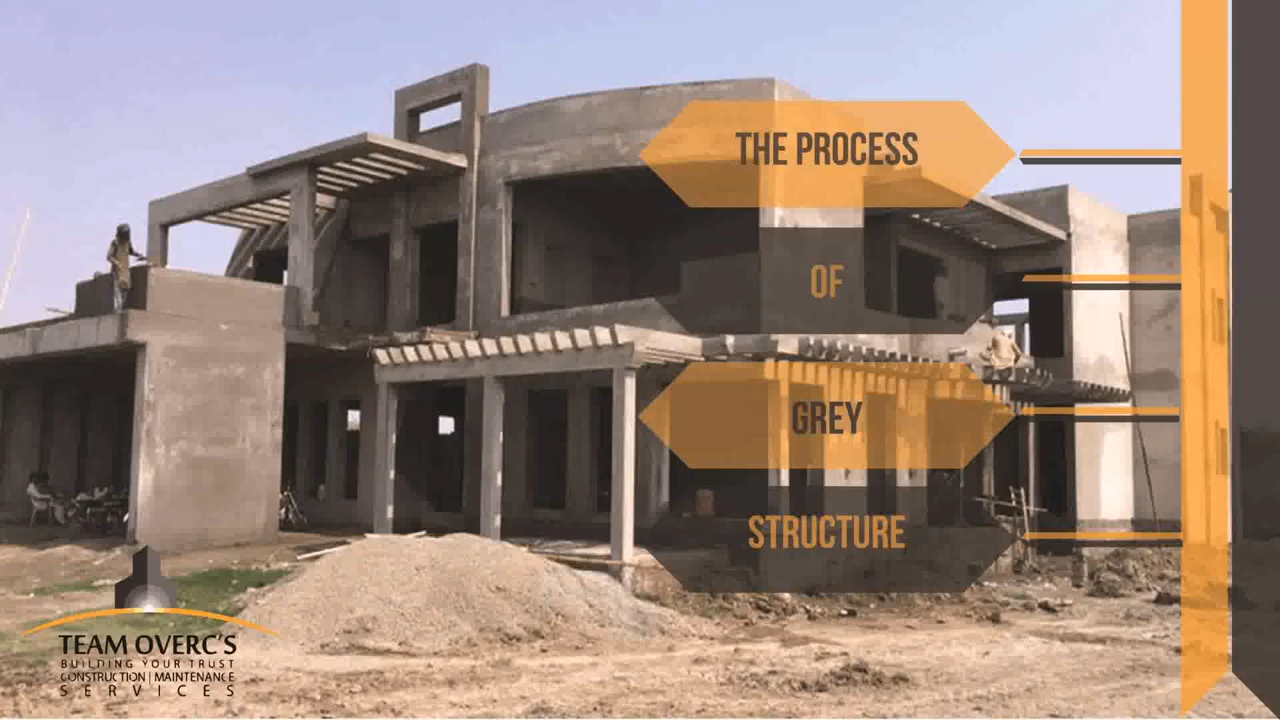 THE PROCESS
OF
GREY
STRUCTURE
TEAM OVERC'S
BUILDING YOUR TRUST
CONSTRUCTION | MAINTENANCE
SERVICES